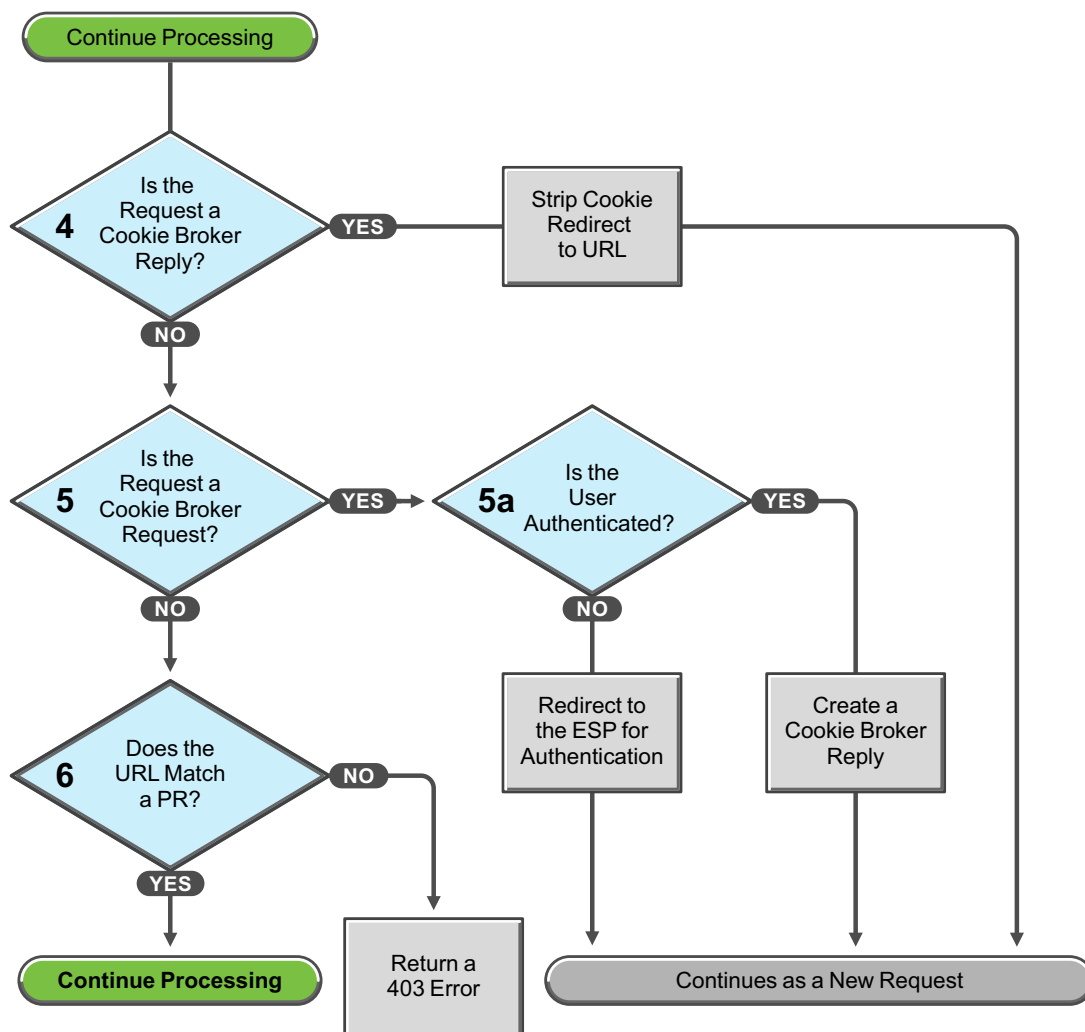 Continue Processing
4
Is the
Request a
Cookie Broker
Reply?
YES
Strip Cookie
Redirect
to URL
NO
5
Is the
Request a
Cookie Broker
Request?
YES
5a
Is the
User
Authenticated?
YES
NO
NO
Redirect to
the ESP for
Authentication
Create a
Cookie Broker
Reply
6
Does the
URL Match
a PR?
NO
YES
Continue Processing
Return a
403 Error
Continues as a New Request